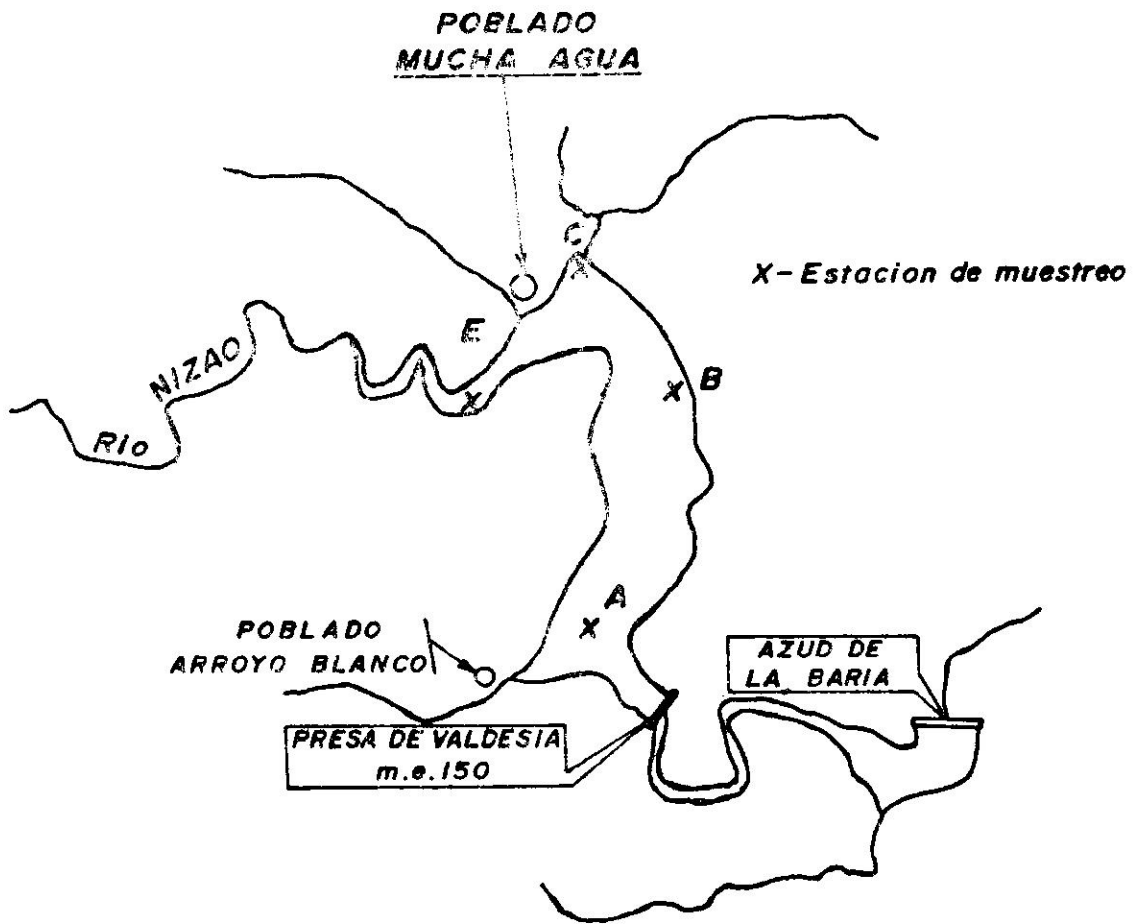 POBLADO
MUCHA AGUA
C
X-Estacion de muestreo
E
NIZAO
X
X B
X
Rio
A
X
POBLADO
ARROYO BLANCO
AZUD DE
LA BARIA
PRESA DE VALDESIA
m.e.150